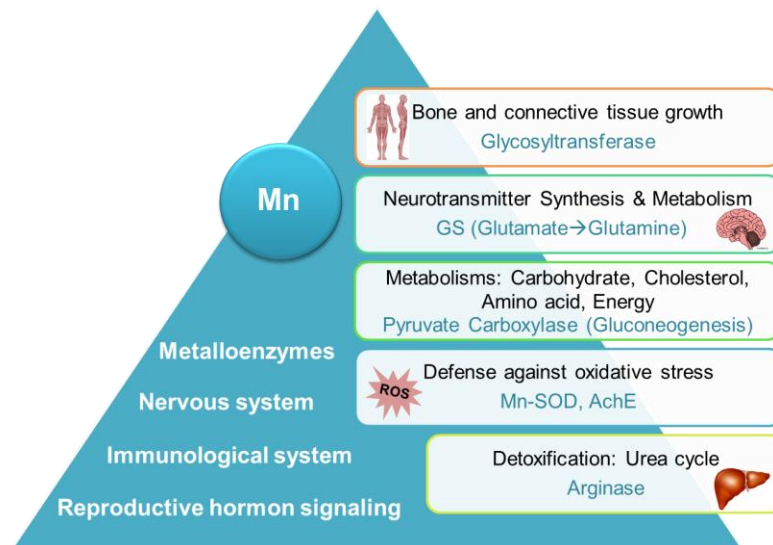 Bone and connective tissue growth
Glycosyltransferase
Mn
Neurotransmitter Synthesis & Metabolism
GS (Glutamate→Glutamine)
Metabolisms: Carbohydrate, Cholesterol,
Amino acid, Energy
Pyruvate Carboxylase (Gluconeogenesis)
Metalloenzymes
Nervous system
Immunological system
Reproductive hormon signaling
ROS
Defense against oxidative stress
Mn-SOD, AchE
Detoxification: Urea cycle
Arginase